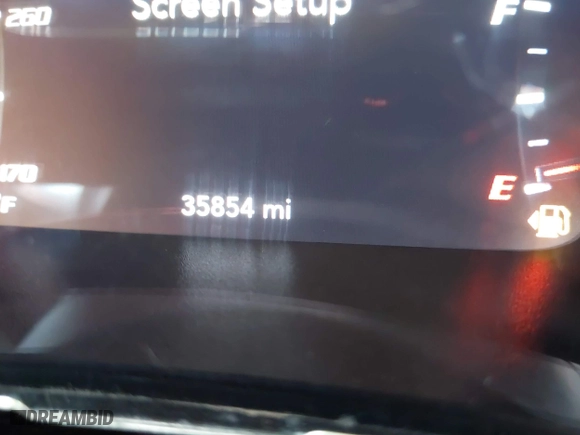 Screen Setup
260
F
170
°F
35854 mi
E
DREAMBID